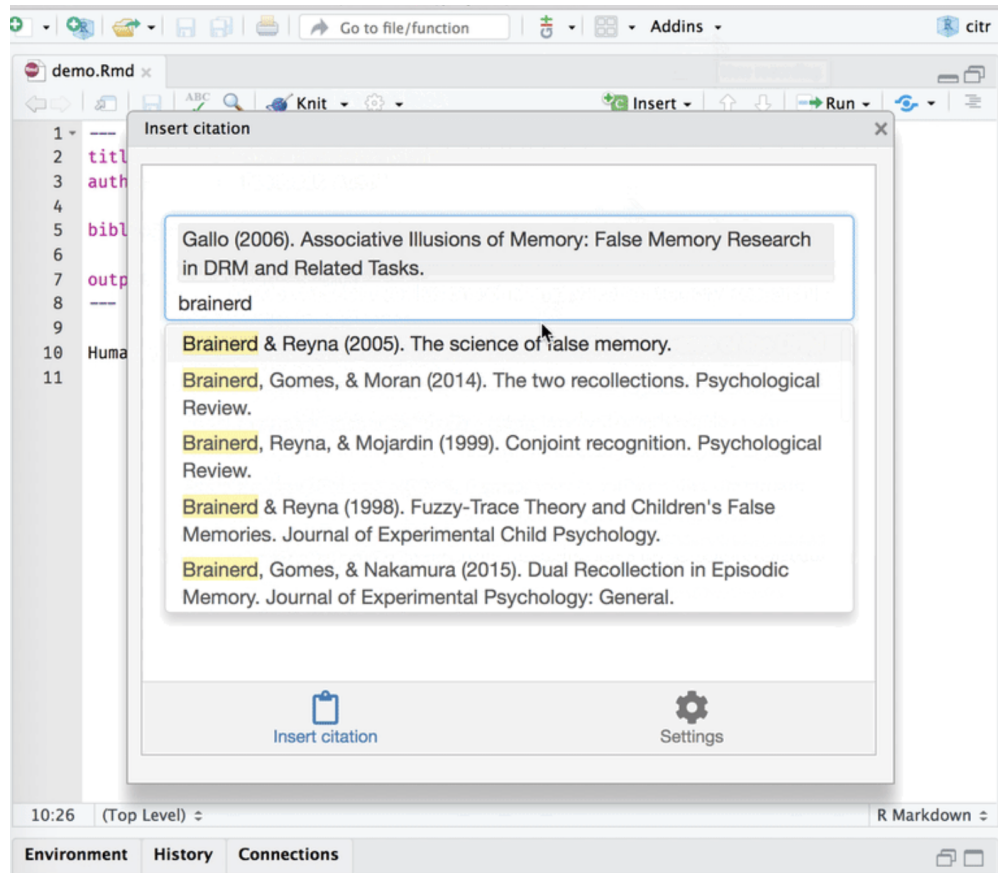 Go to file/function
Addins
citr
demo.Rmd
ABC
Knit
Insert
Run
Insert citation
1 ---
2 titl
3 auth
4
5 bibl
6
7 outp
8 ---
9
10 Huma
11
Gallo (2006). Associative Illusions of Memory: False Memory Research
in DRM and Related Tasks.
brainerd
Brainerd & Reyna (2005). The science of false memory.
Brainerd, Gomes, & Moran (2014). The two recollections. Psychological
Review.
Brainerd, Reyna, & Mojardin (1999). Conjoint recognition. Psychological
Review.
Brainerd & Reyna (1998). Fuzzy-Trace Theory and Children's False
Memories. Journal of Experimental Child Psychology.
Brainerd, Gomes, & Nakamura (2015). Dual Recollection in Episodic
Memory. Journal of Experimental Psychology: General.
Insert citation
Settings
10:26 (Top Level)
R Markdown
Environment History Connections